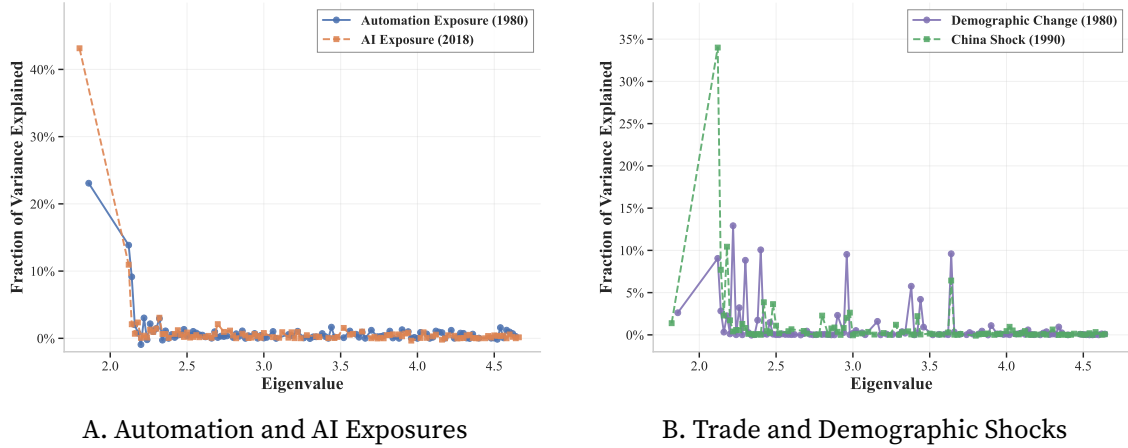 Automation Exposure (1980)
AI Exposure (2018)
Fraction of Variance Explained
40%
30%
20%
10%
0%
2.0 2.5 3.0 3.5 4.0 4.5
Eigenvalue
A. Automation and AI Exposures
Demographic Change (1980)
China Shock (1990)
Fraction of Variance Explained
35%
30%
25%
20%
15%
10%
5%
0%
2.0 2.5 3.0 3.5 4.0 4.5
Eigenvalue
B. Trade and Demographic Shocks